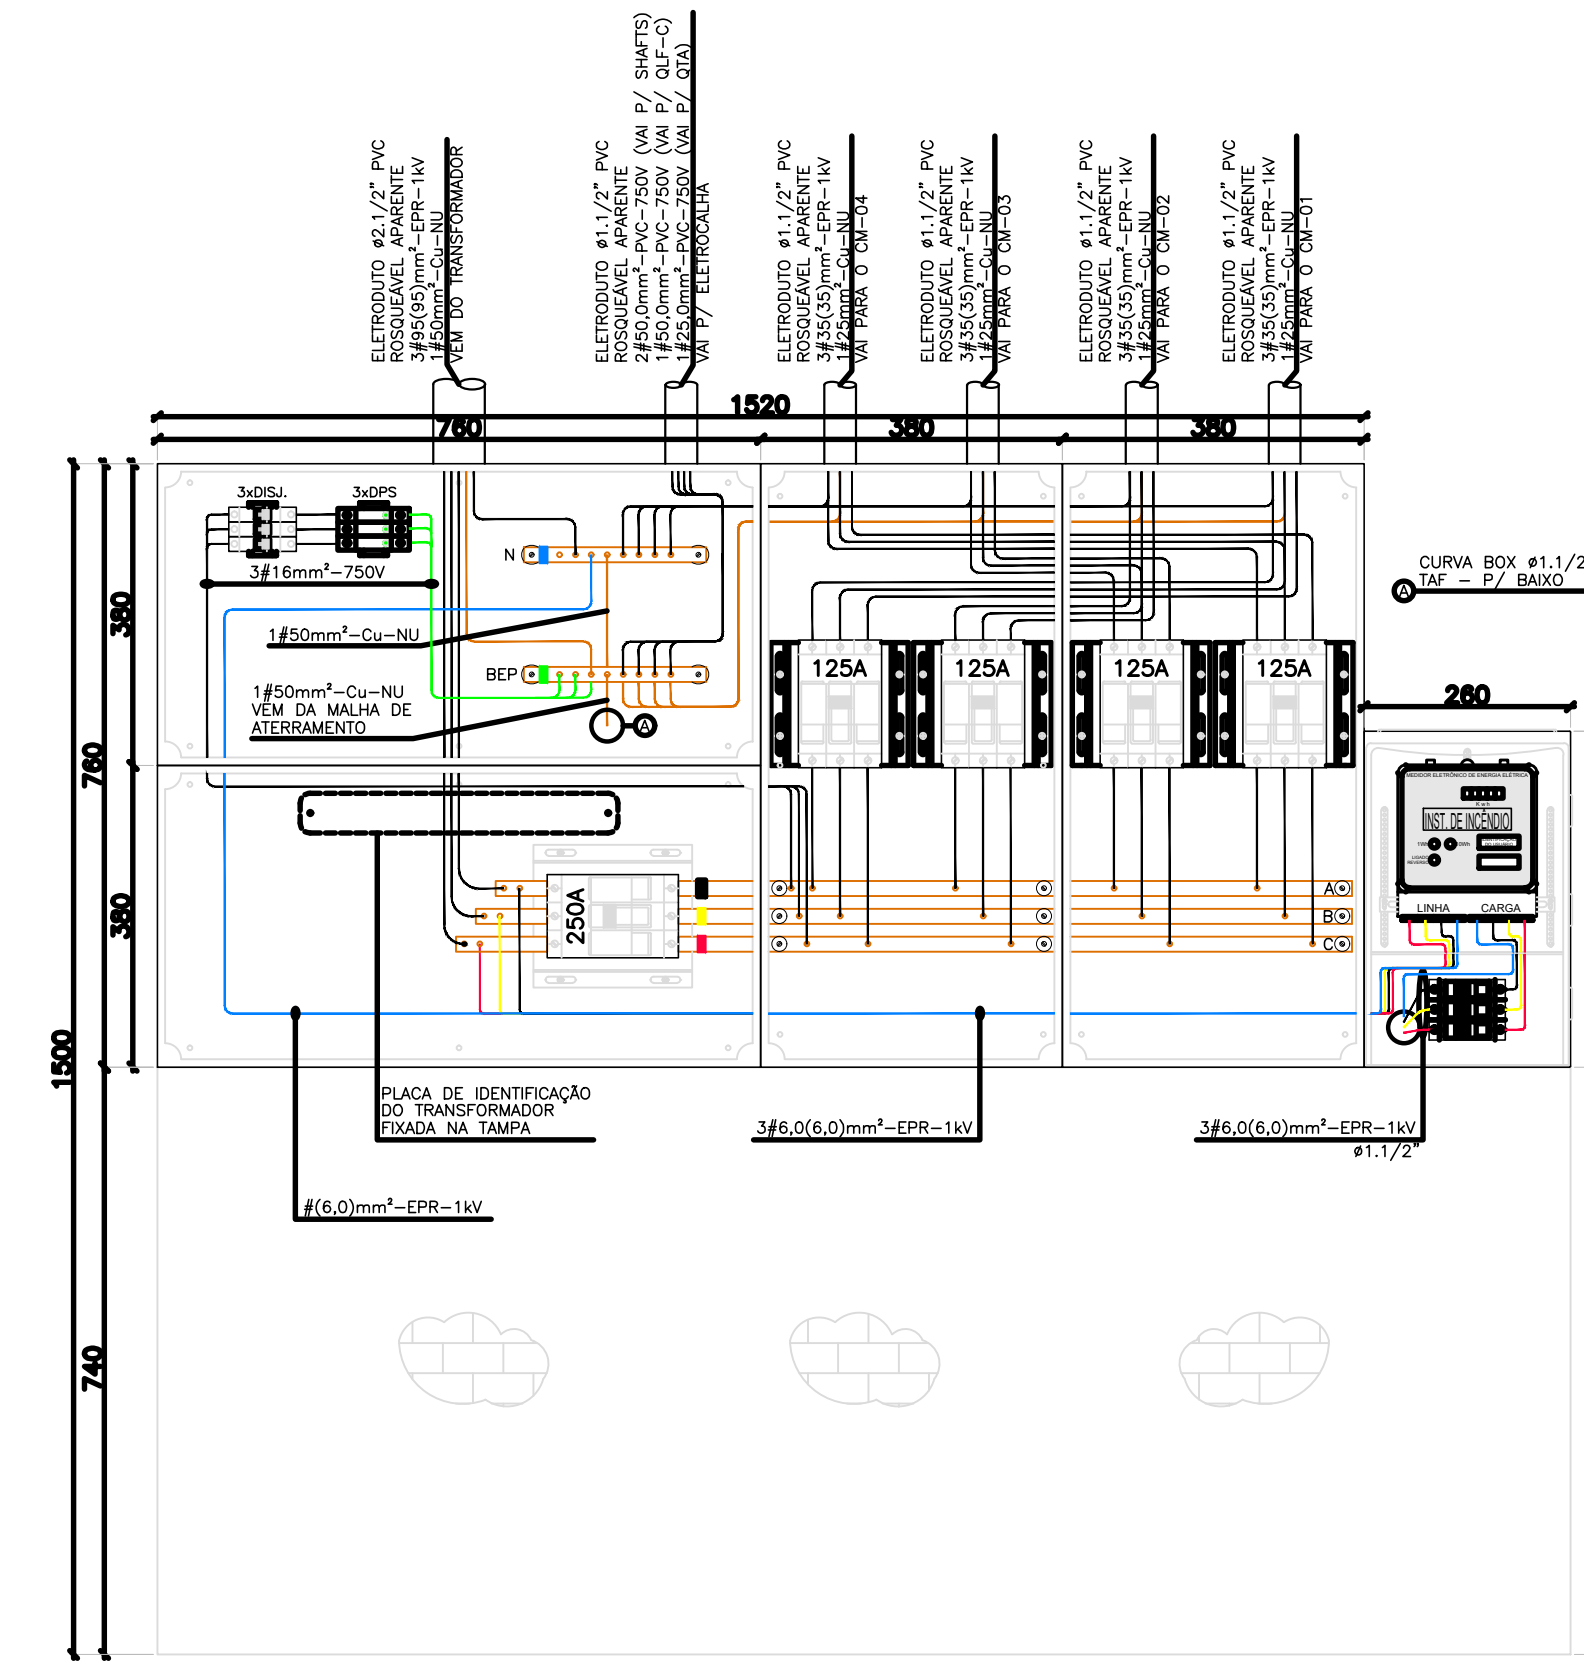 ELETRODUTO ø2.1/2" PVC
ROSQUEÁVEL APARENTE
3#95(95)mm²-EPR-1kV
1#50mm²-Cu-NU
VEM DO TRANSFORMADOR
ELETRODUTO ø1.1/2" PVC
ROSQUEÁVEL APARENTE
2#50,0mm²-PVC-750V (VAI P/ SHAFTS)
1#50,0mm²-PVC-750V (VAI P/ QLF-C)
1#25,0mm²-PVC-750V (VAI P/ QTA)
VAI P/ ELETROCALHA
ELETRODUTO ø1.1/2" PVC
ROSQUEÁVEL APARENTE
3#35(35)mm²-EPR-1kV
1#25mm²-Cu-NU
VAI PARA O CM-04
ELETRODUTO ø1.1/2" PVC
ROSQUEÁVEL APARENTE
3#35(35)mm²-EPR-1kV
1#25mm²-Cu-NU
VAI PARA O CM-03
ELETRODUTO ø1.1/2" PVC
ROSQUEÁVEL APARENTE
3#35(35)mm²-EPR-1kV
1#25mm²-Cu-NU
VAI PARA O CM-02
ELETRODUTO ø1.1/2" PVC
ROSQUEÁVEL APARENTE
3#35(35)mm²-EPR-1kV
1#25mm²-Cu-NU
VAI PARA O CM-01
1520
760
380
380
3xDISJ.
3xDPS
N
3#16mm²-750V
CURVA BOX ø1.1/2
TAF - P/ BAIXO
A
380
1#50mm²-Cu-NU
BEP
125A
125A
125A
125A
1#50mm²-Cu-NU
VEM DA MALHA DE
ATERRAMENTO
A
260
760
MEDIDOR ELETRÔNICO DE ENERGIA ELÉTRICA
Kwh
INST. DE INCÊNDIO
380
250A
A
B
C
LINHA
CARGA
1500
PLACA DE IDENTIFICAÇÃO
DO TRANSFORMADOR
FIXADA NA TAMPA
3#6,0(6,0)mm²-EPR-1kV
3#6,0(6,0)mm²-EPR-1kV
ø1.1/2"
#(6,0)mm²-EPR-1kV
740